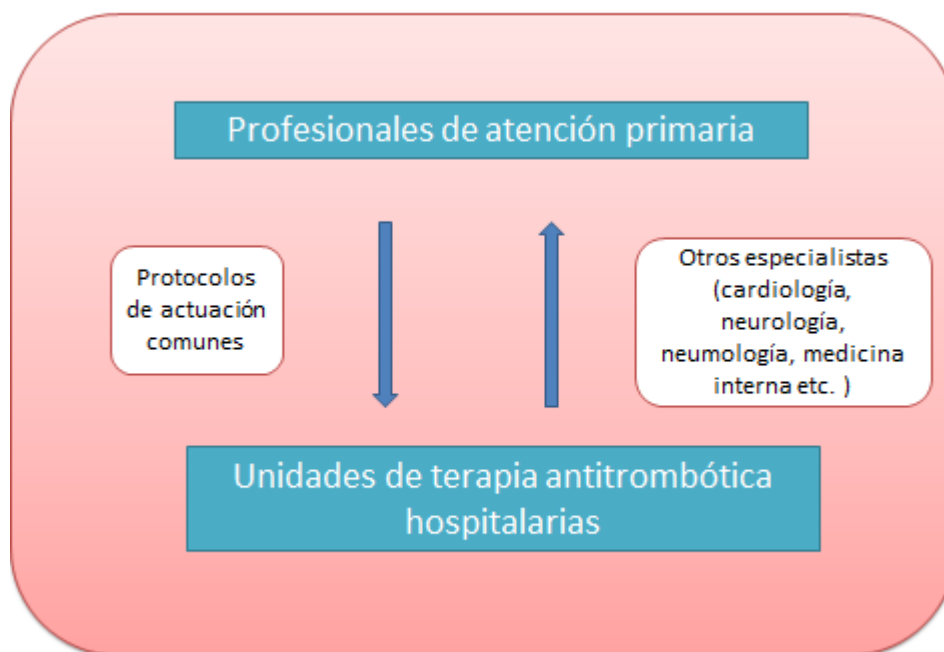 Profesionales de atención primaria
Protocolos
de actuación
comunes
Otros especialistas
(cardiología,
neurología,
neumología, medicina
interna etc. )
Unidades de terapia antitrombótica
hospitalarias